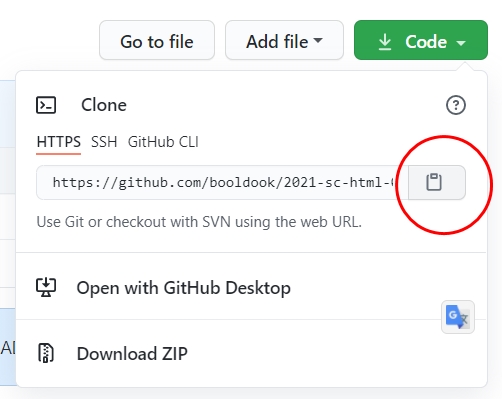 Go to file Add file Code
Clone
HTTPS SSH GitHub CLI
https://github.com/booldook/2021-sc-html-
Use Git or checkout with SVN using the web URL.
Open with GitHub Desktop
G
Download ZIP